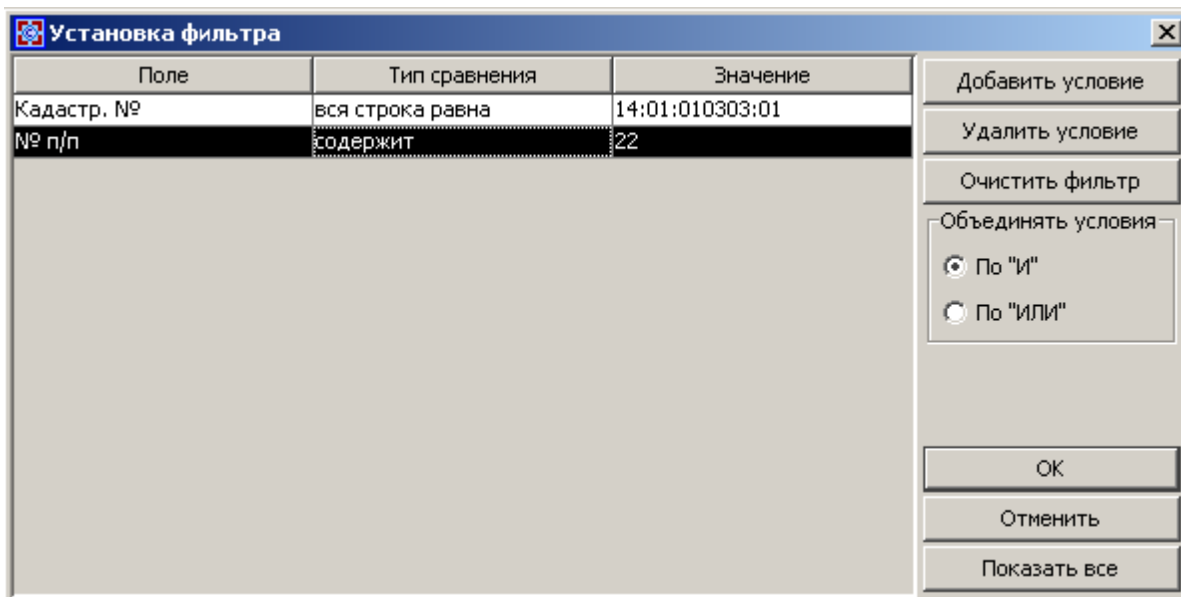 Установка фильтра
Поле Тип сравнения Значение
Кадастр. № вся строка равна 14:01:010303:01
№ п/п содержит 22
Добавить условие
Удалить условие
Очистить фильтр
Объединять условия
По "И"
По "ИЛИ"
ОК
Отменить
Показать все